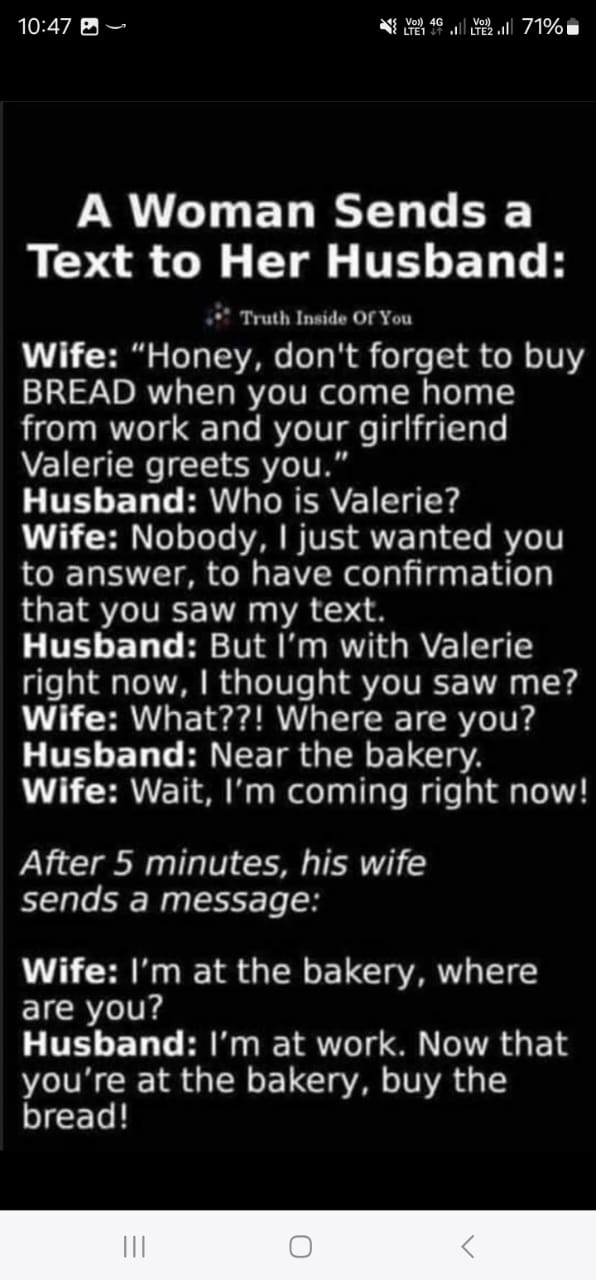 10:47
Vo)) 4G Vo)) 71%
LTE1 LTE2
A Woman Sends a
Text to Her Husband:
Truth Inside Of You
Wife: “Honey, don't forget to buy
BREAD when you come home
from work and your girlfriend
Valerie greets you.”
Husband: Who is Valerie?
Wife: Nobody, I just wanted you
to answer, to have confirmation
that you saw my text.
Husband: But I’m with Valerie
right now, I thought you saw me?
Wife: What??! Where are you?
Husband: Near the bakery.
Wife: Wait, I’m coming right now!
After 5 minutes, his wife
sends a message:
Wife: I’m at the bakery, where
are you?
Husband: I’m at work. Now that
you’re at the bakery, buy the
bread!